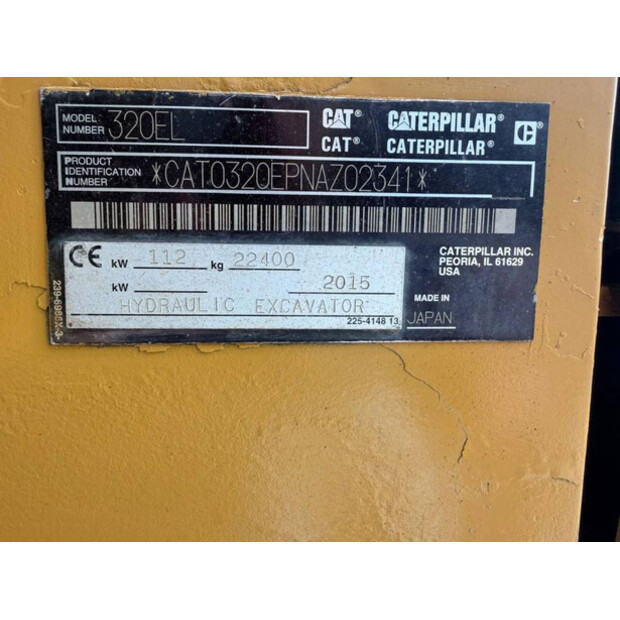 MODEL NUMBER 320EL
CAT® CATERPILLAR® C
CAT® CATERPILLAR®
PRODUCT IDENTIFICATION NUMBER *CAT0320EPNAZ02341*
CE kW 112 kg 22400
kW 2015
HYDRAULIC EXCAVATOR
225-4148 13
CATERPILLAR INC.
PEORIA, IL 61629
USA
MADE IN
JAPAN